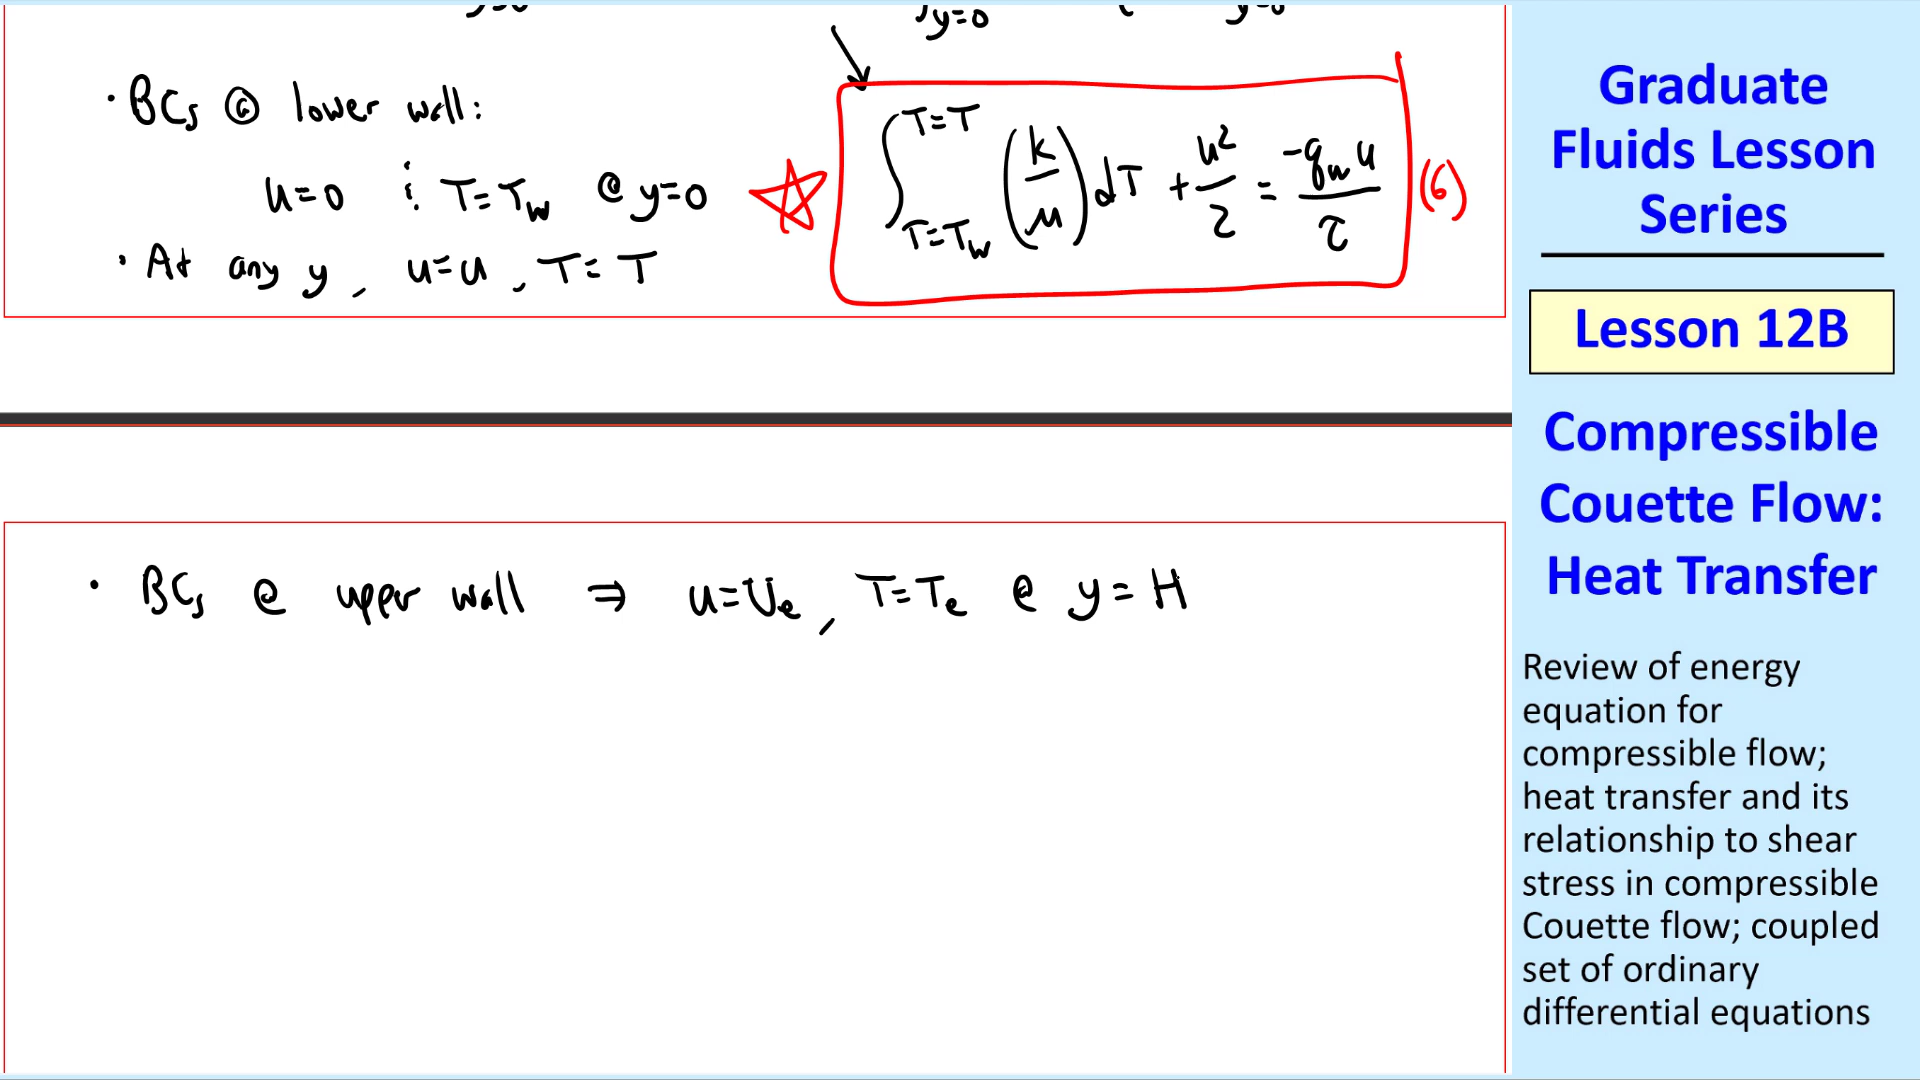 y=0
· BCs @ lower wall:
u=0 & T=Tw @ y=0
· At any y, u=u, T=T
∫ T=Tw T=T (k/μ) dT + u²/2 = -qw u/τ (6)
· BCs @ upper wall ⇒ u=Ue, T=Te @ y=H
Graduate
Fluids Lesson
Series
Lesson 12B
Compressible
Couette Flow:
Heat Transfer
Review of energy
equation for
compressible flow;
heat transfer and its
relationship to shear
stress in compressible
Couette flow; coupled
set of ordinary
differential equations